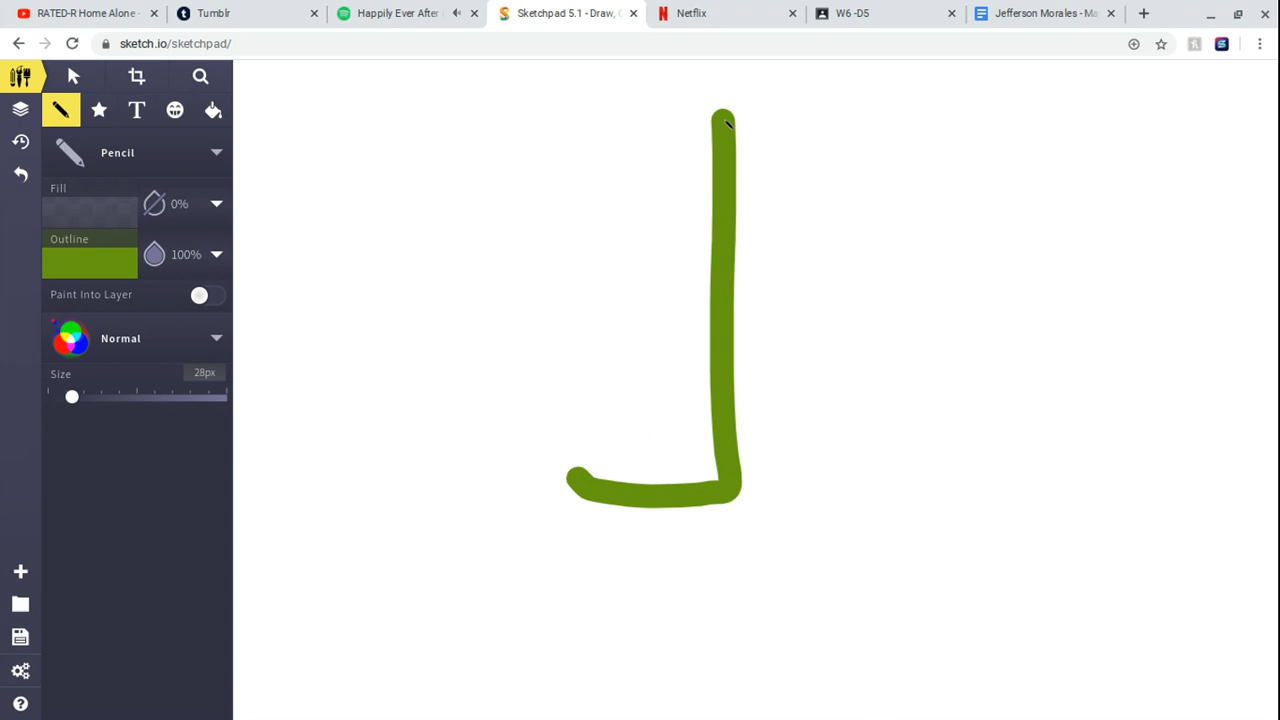 RATED-R Home Alone -
Tumblr
Happily Ever After
Sketchpad 5.1 - Draw, C
Netflix
W6 -D5
Jefferson Morales - Ma
sketch.io/sketchpad/
Pencil
Fill
0%
Outline
100%
Paint Into Layer
Normal
Size
28px
J